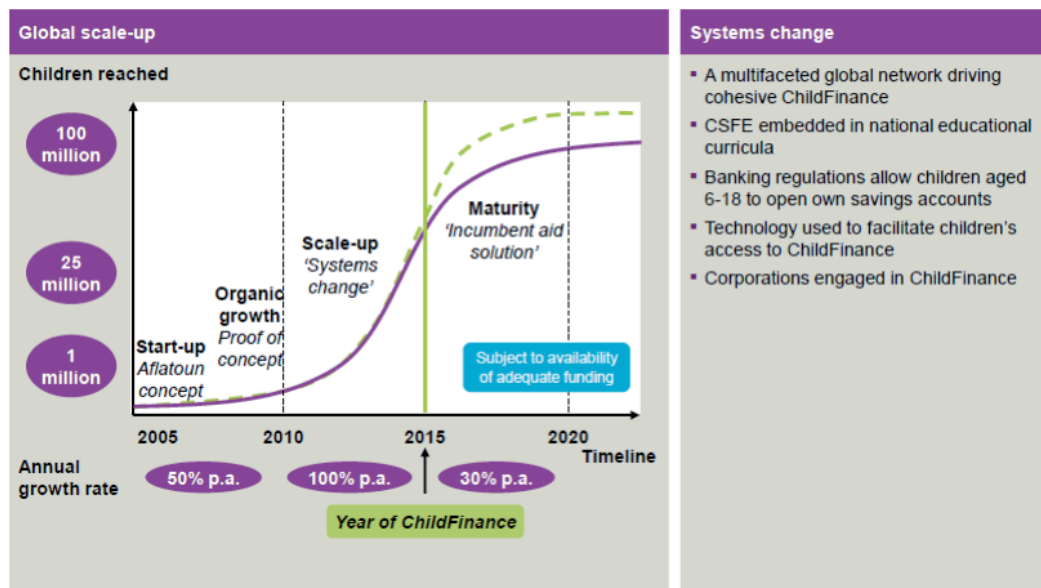 Global scale-up
Children reached
100
million
25
million
1
million
Start-up
Aflatoun
concept
Organic
growth
Proof of
concept
Scale-up
'Systems
change'
Maturity
'Incumbent aid
solution'
Subject to availability
of adequate funding
2005
2010
2015
2020
Timeline
Annual
growth rate
50% p.a.
100% p.a.
30% p.a.
Year of ChildFinance
Systems change
▪ A multifaceted global network driving
cohesive ChildFinance
▪ CSFE embedded in national educational
curricula
▪ Banking regulations allow children aged
6-18 to open own savings accounts
▪ Technology used to facilitate children's
access to ChildFinance
▪ Corporations engaged in ChildFinance